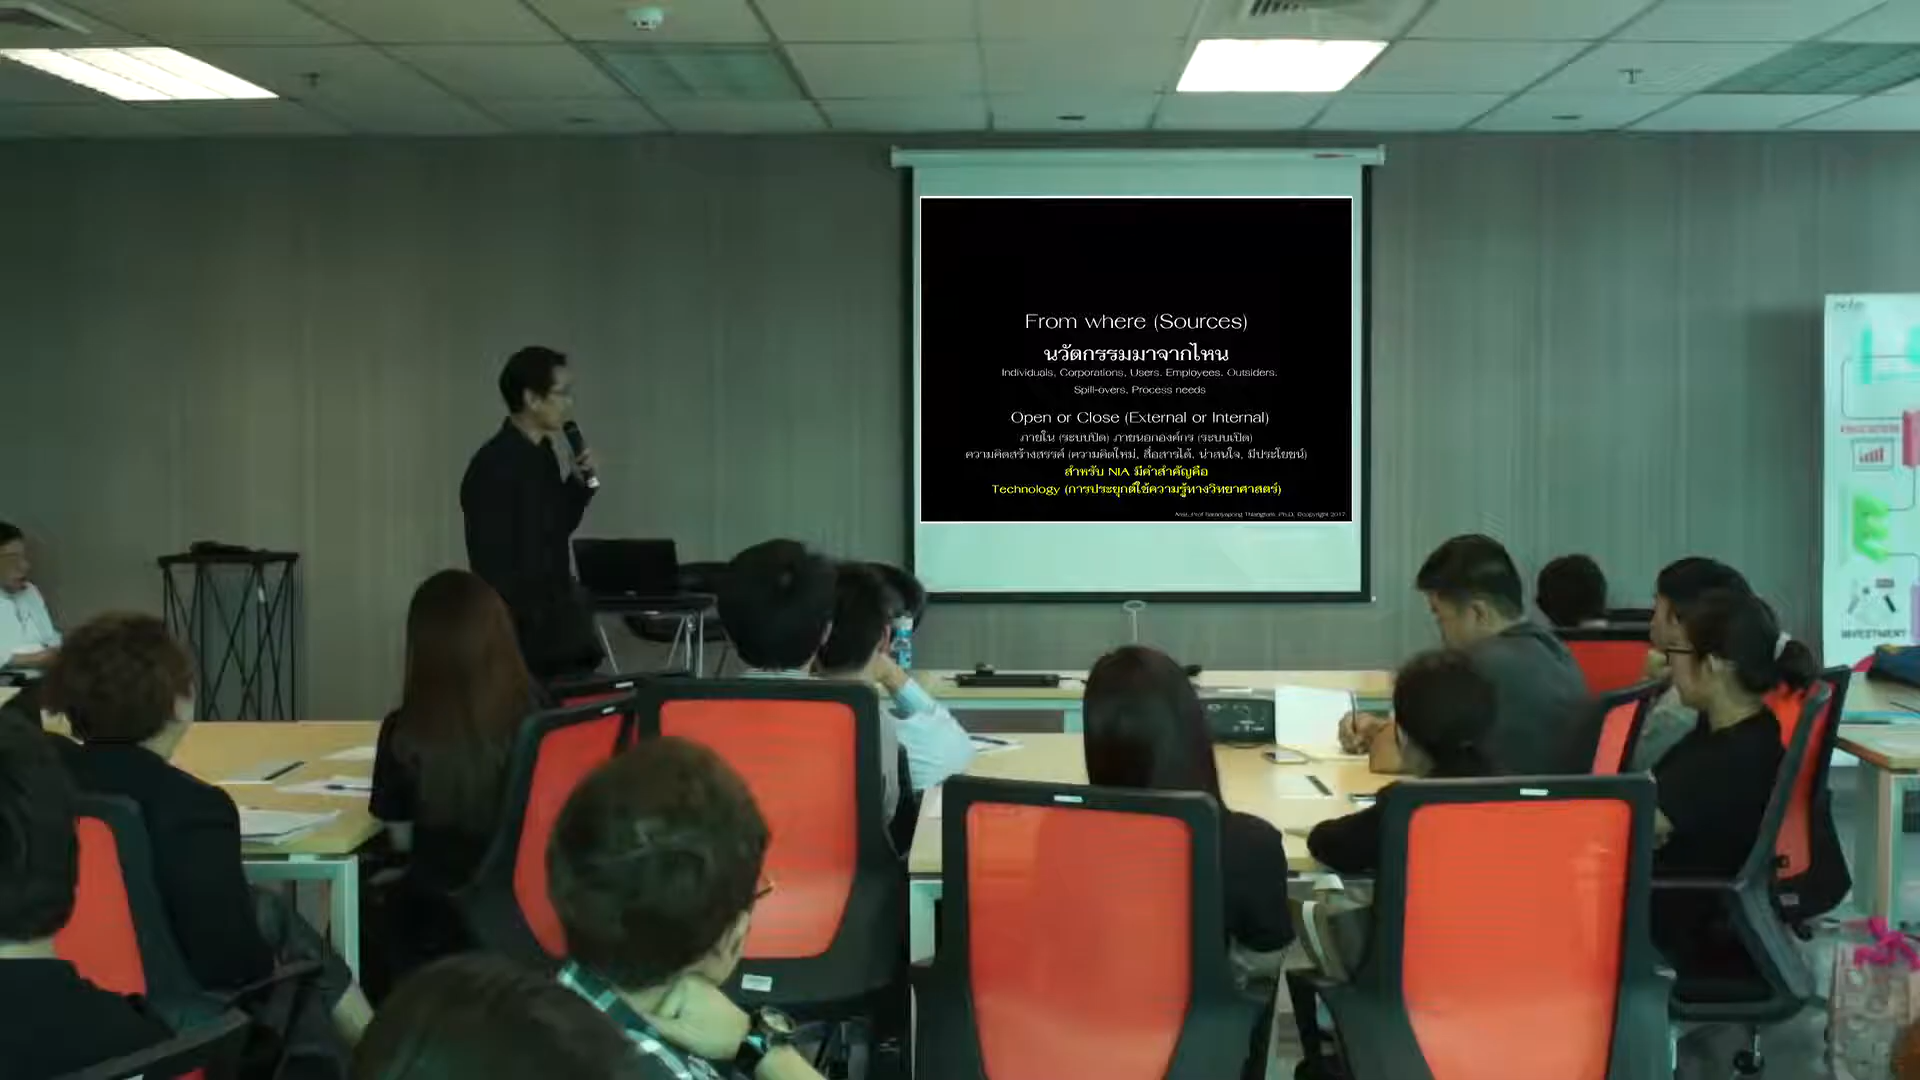 From where (Sources)
นวัตกรรมมาจากไหน
Individuals, Corporations, Users, Employees, Outsiders,
Spill-overs, Process needs
Open or Close (External or Internal)
ภายใน (ระบบปิด) ภายนอกองค์กร (ระบบเปิด)
ความคิดสร้างสรรค์ (ความคิดใหม่, สื่อสารได้, น่าสนใจ, มีประโยชน์)
สำหรับ NIA มีคำสำคัญคือ
Technology (การประยุกต์ใช้ความรู้ทางวิทยาศาสตร์)
Ph.D. ©copyright 2017
INVESTMENT